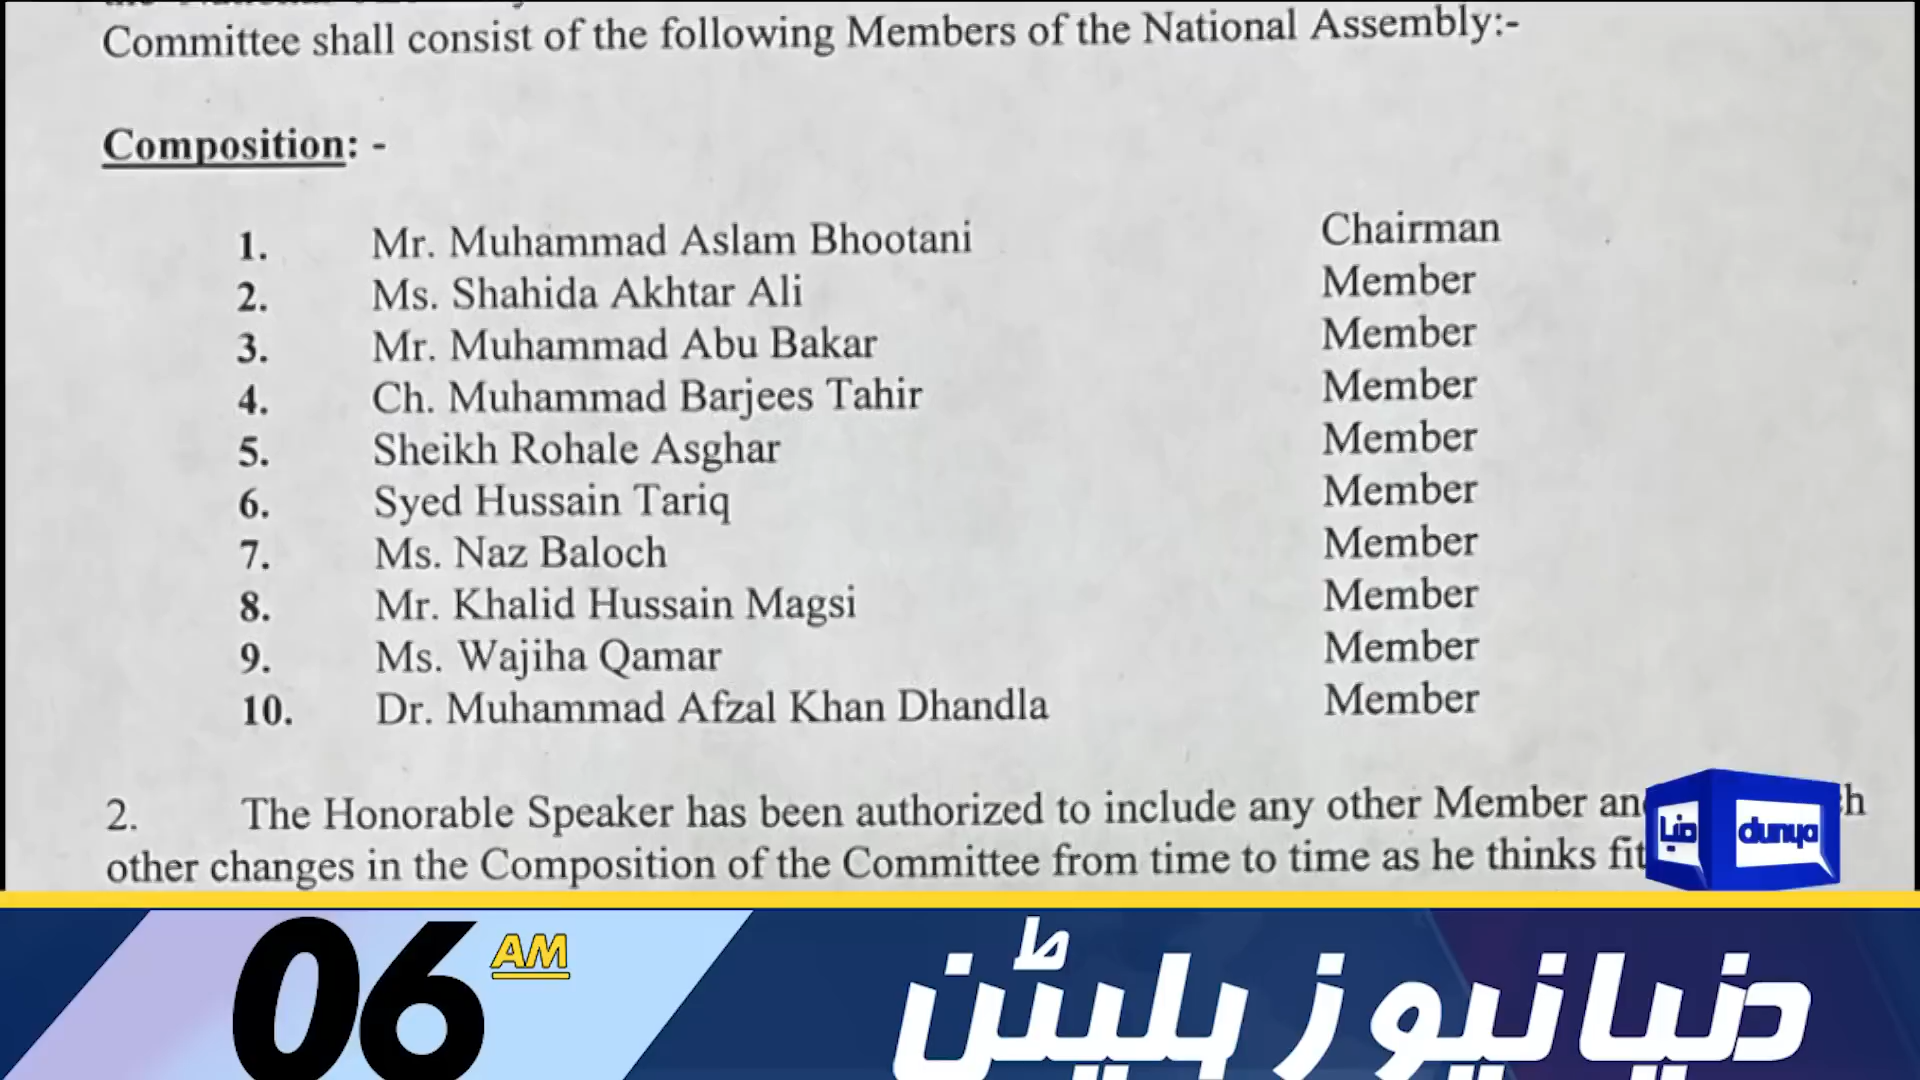 Committee shall consist of the following Members of the National Assembly:-
Composition: -
1. Mr. Muhammad Aslam Bhootani Chairman
2. Ms. Shahida Akhtar Ali Member
3. Mr. Muhammad Abu Bakar Member
4. Ch. Muhammad Barjees Tahir Member
5. Sheikh Rohale Asghar Member
6. Syed Hussain Tariq Member
7. Ms. Naz Baloch Member
8. Mr. Khalid Hussain Magsi Member
9. Ms. Wajiha Qamar Member
10. Dr. Muhammad Afzal Khan Dhandla Member
2. The Honorable Speaker has been authorized to include any other Member
other changes in the Composition of the Committee from time to time as he thinks fit
دنیا dunya
06 AM
دنیا نیوز بلیٹن